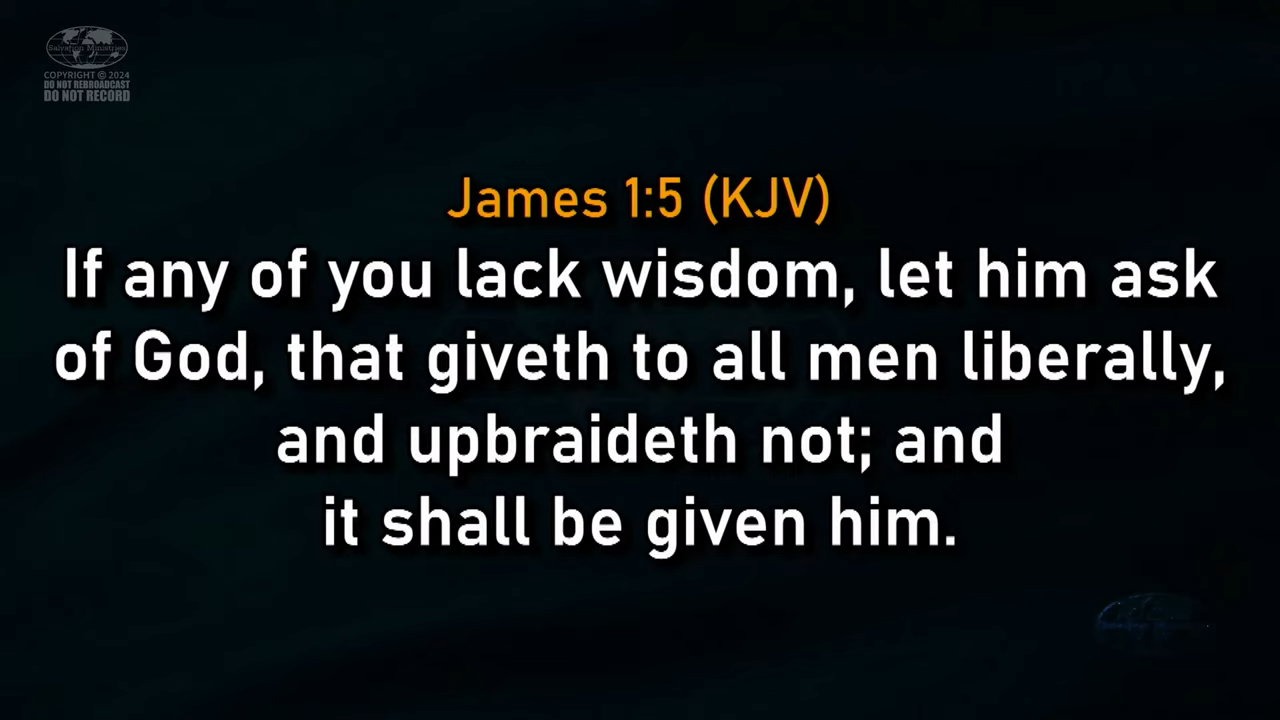 Salvation Ministries
COPYRIGHT © 2024
DO NOT REBROADCAST
DO NOT RECORD
James 1:5 (KJV)
If any of you lack wisdom, let him ask
of God, that giveth to all men liberally,
and upbraideth not; and
it shall be given him.